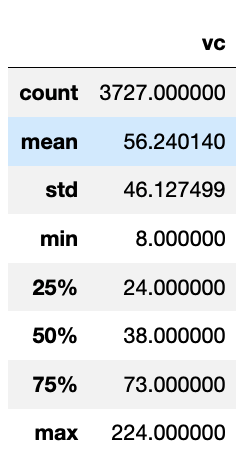 vc
count 3727.000000
mean 56.240140
std 46.127499
min 8.000000
25% 24.000000
50% 38.000000
75% 73.000000
max 224.000000